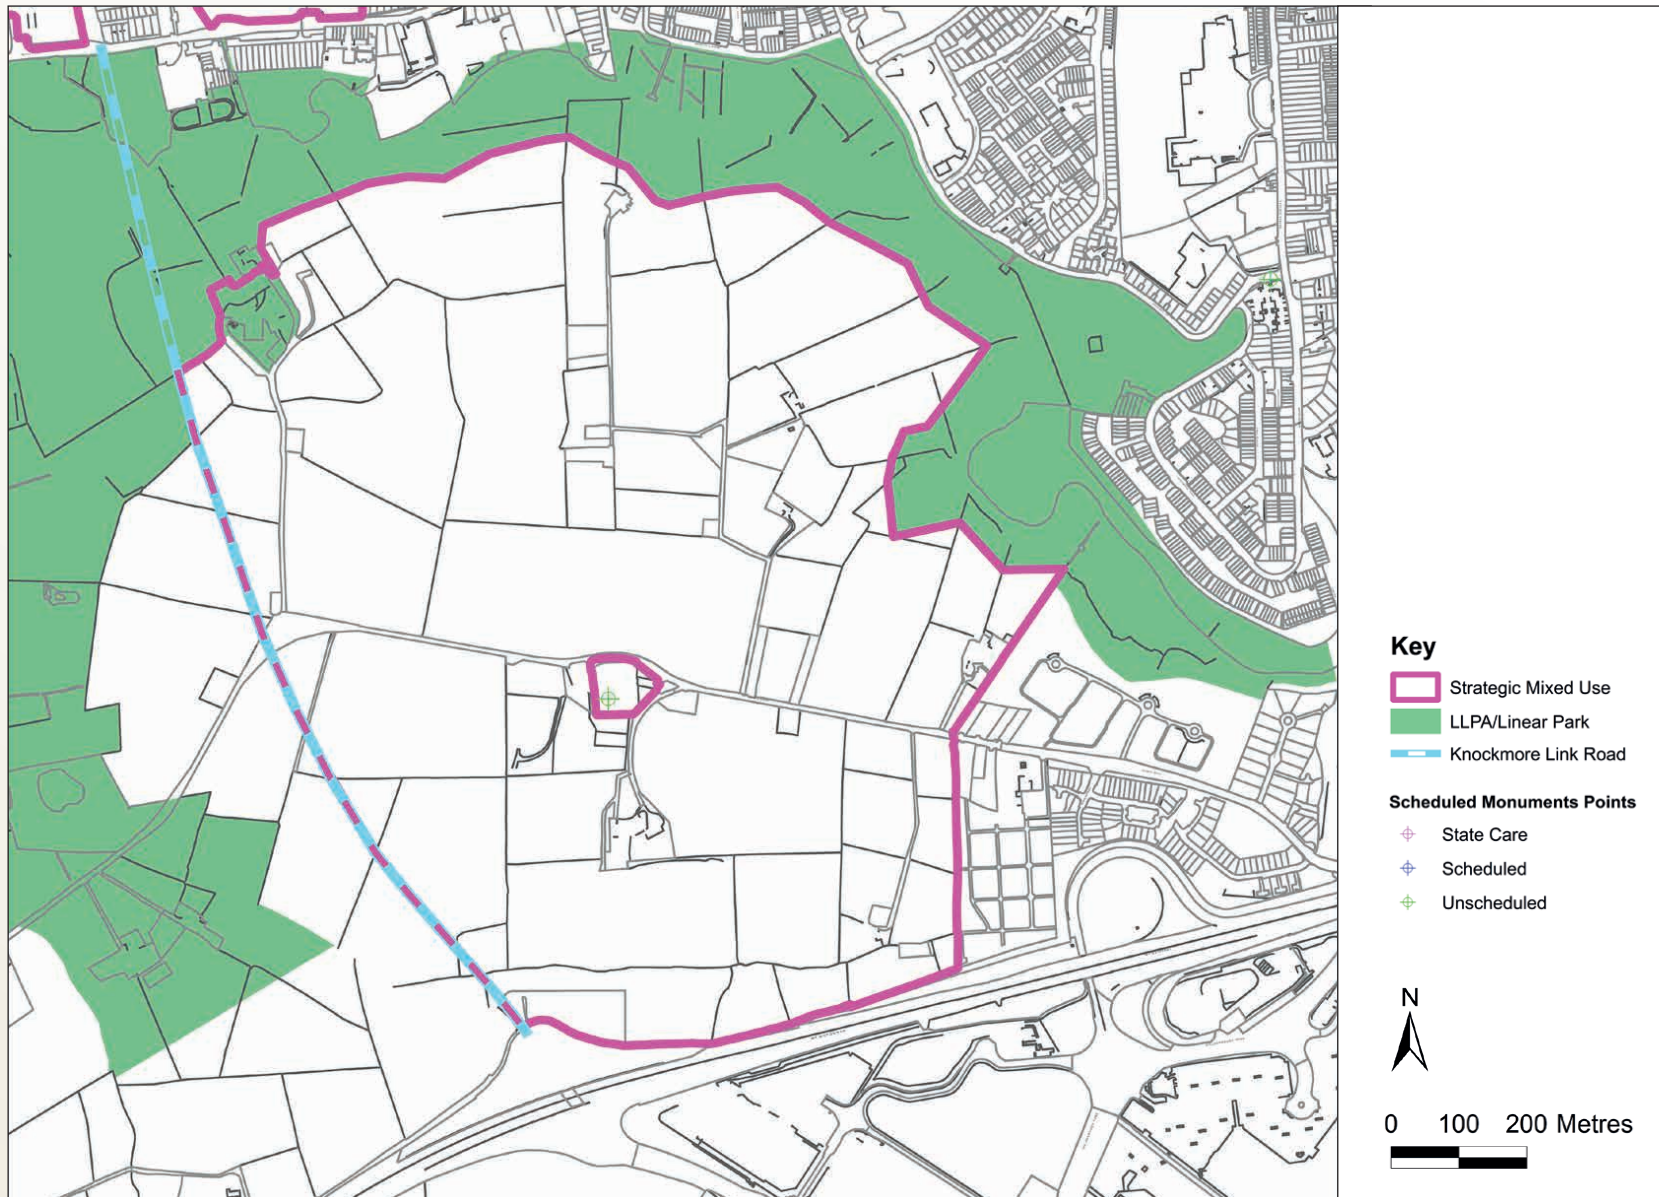 Key
Strategic Mixed Use
LLPA/Linear Park
Knockmore Link Road
Scheduled Monuments Points
State Care
Scheduled
Unscheduled
N
0 100 200 Metres